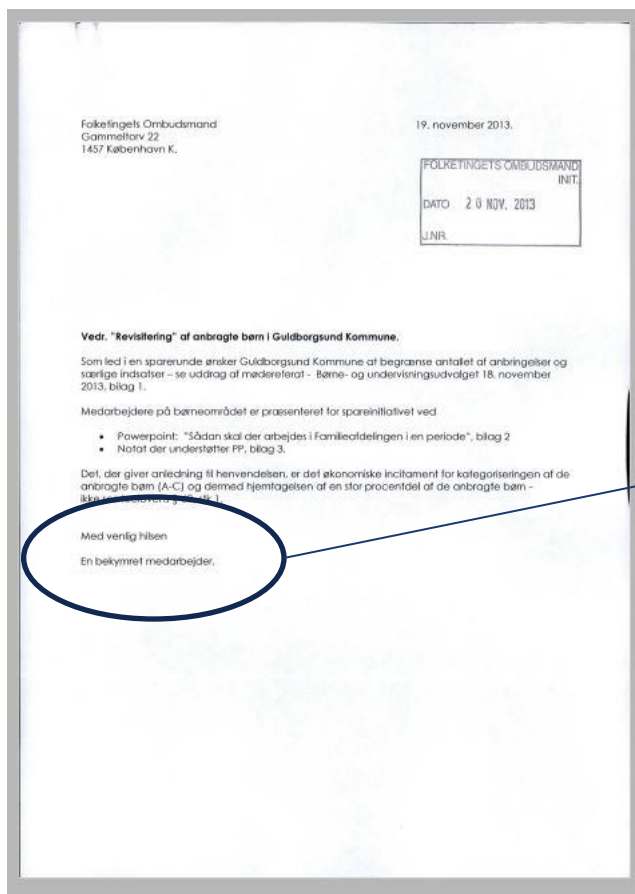 Folketingets Ombudsmand
Gammeltorv 22
1457 København K.
19. november 2013.
FOLKETINGETS OMBUDSMAND
INIT.
DATO 20 NOV. 2013
J.NR.
Vedr. "Revisitering" af anbragte børn i Guldborgsund Kommune.
Som led i en sparerunde ønsker Guldborgsund Kommune at begrænse antallet af anbringelser og
særlige indsatser – se uddrag af mødereferat - Børne- og undervisningsudvalget 18. november
2013, bilag 1.
Medarbejdere på børneområdet er præsenteret for spareinitiativet ved
• Powerpoint: "Sådan skal der arbejdes i Familieafdelingen i en periode", bilag 2
• Notat der understøtter PP, bilag 3.
Det, der giver anledning til henvendelsen, er det økonomiske incitament for kategoriseringen af de
anbragte børn (A-C) og dermed hjemtagelsen af en stor procentdel af de anbragte børn –
ikke
Med venlig hilsen
En bekymret medarbejder.